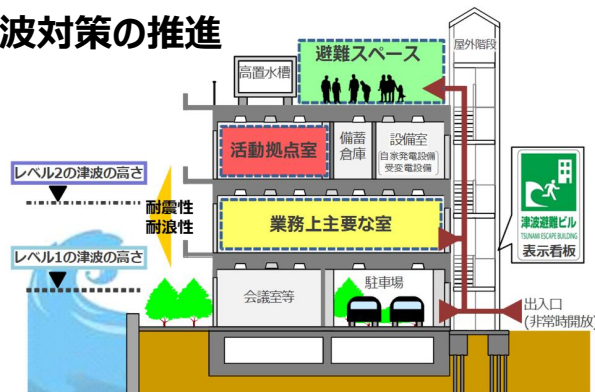 波対策の推進
避難スペース
屋外階段
高置水槽
活動拠点室
備蓄
倉庫
設備室
自家発電設備
受変電設備
レベル2の津波の高さ
耐震性
耐浪性
業務上主要な室
津波避難ビル
TSUNAMI ESCAPE BUILDING
表示看板
レベル1の津波の高さ
会議室等
駐車場
出入口
(非常時開放)